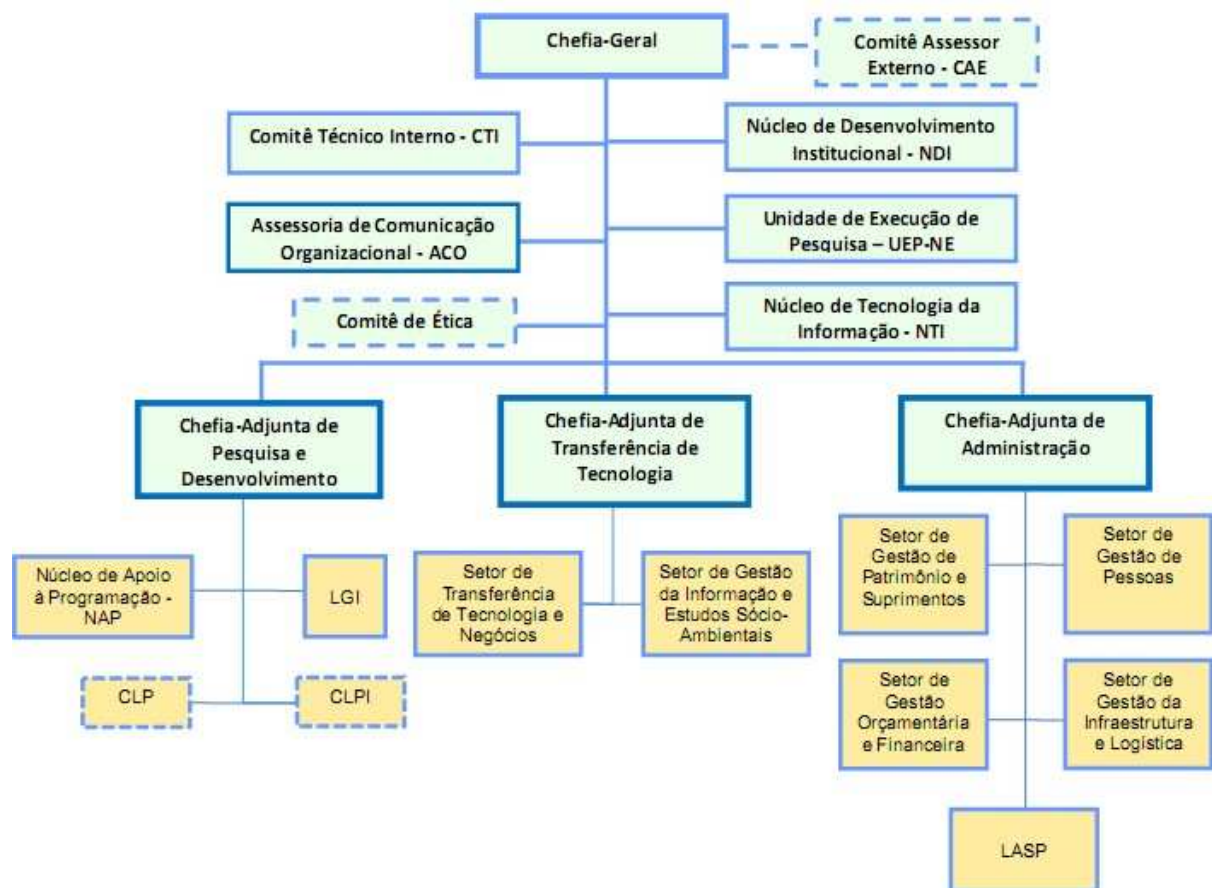 Chefia-Geral
Comitê Assessor
Externo - CAE
Comitê Técnico Interno - CTI
Núcleo de Desenvolvimento
Institucional - NDI
Assessoria de Comunicação
Organizacional - ACO
Unidade de Execução de
Pesquisa – UEP-NE
Comitê de Ética
Núcleo de Tecnologia da
Informação - NTI
Chefia-Adjunta de
Pesquisa e
Desenvolvimento
Chefia-Adjunta de
Transferência de
Tecnologia
Chefia-Adjunta de
Administração
Núcleo de Apoio
à Programação -
NAP
LGI
CLP
CLPI
Setor de
Transferência
de Tecnologia e
Negócios
Setor de Gestão
da Informação e
Estudos Sócio-
Ambientais
Setor de
Gestão de
Patrimônio e
Suprimentos
Setor de
Gestão de
Pessoas
Setor de
Gestão
Orçamentária
e Financeira
Setor de
Gestão da
Infraestrutura
e Logística
LASP